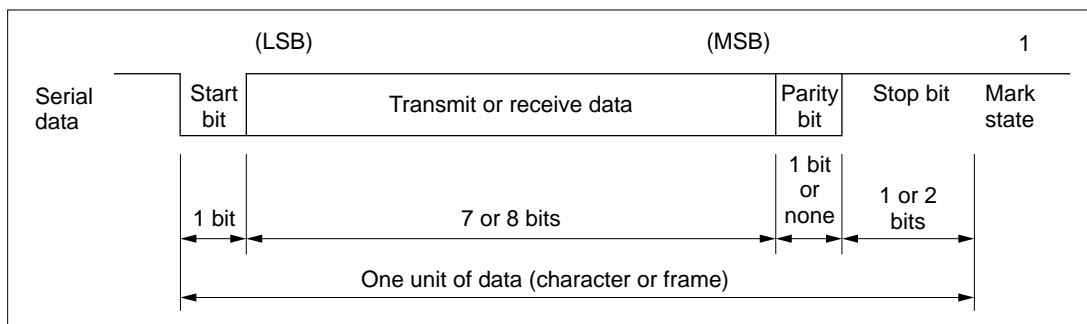 (LSB) (MSB) 1
Serial data
Start bit
Transmit or receive data
Parity bit
Stop bit
Mark state
1 bit
7 or 8 bits
1 bit or none
1 or 2 bits
One unit of data (character or frame)